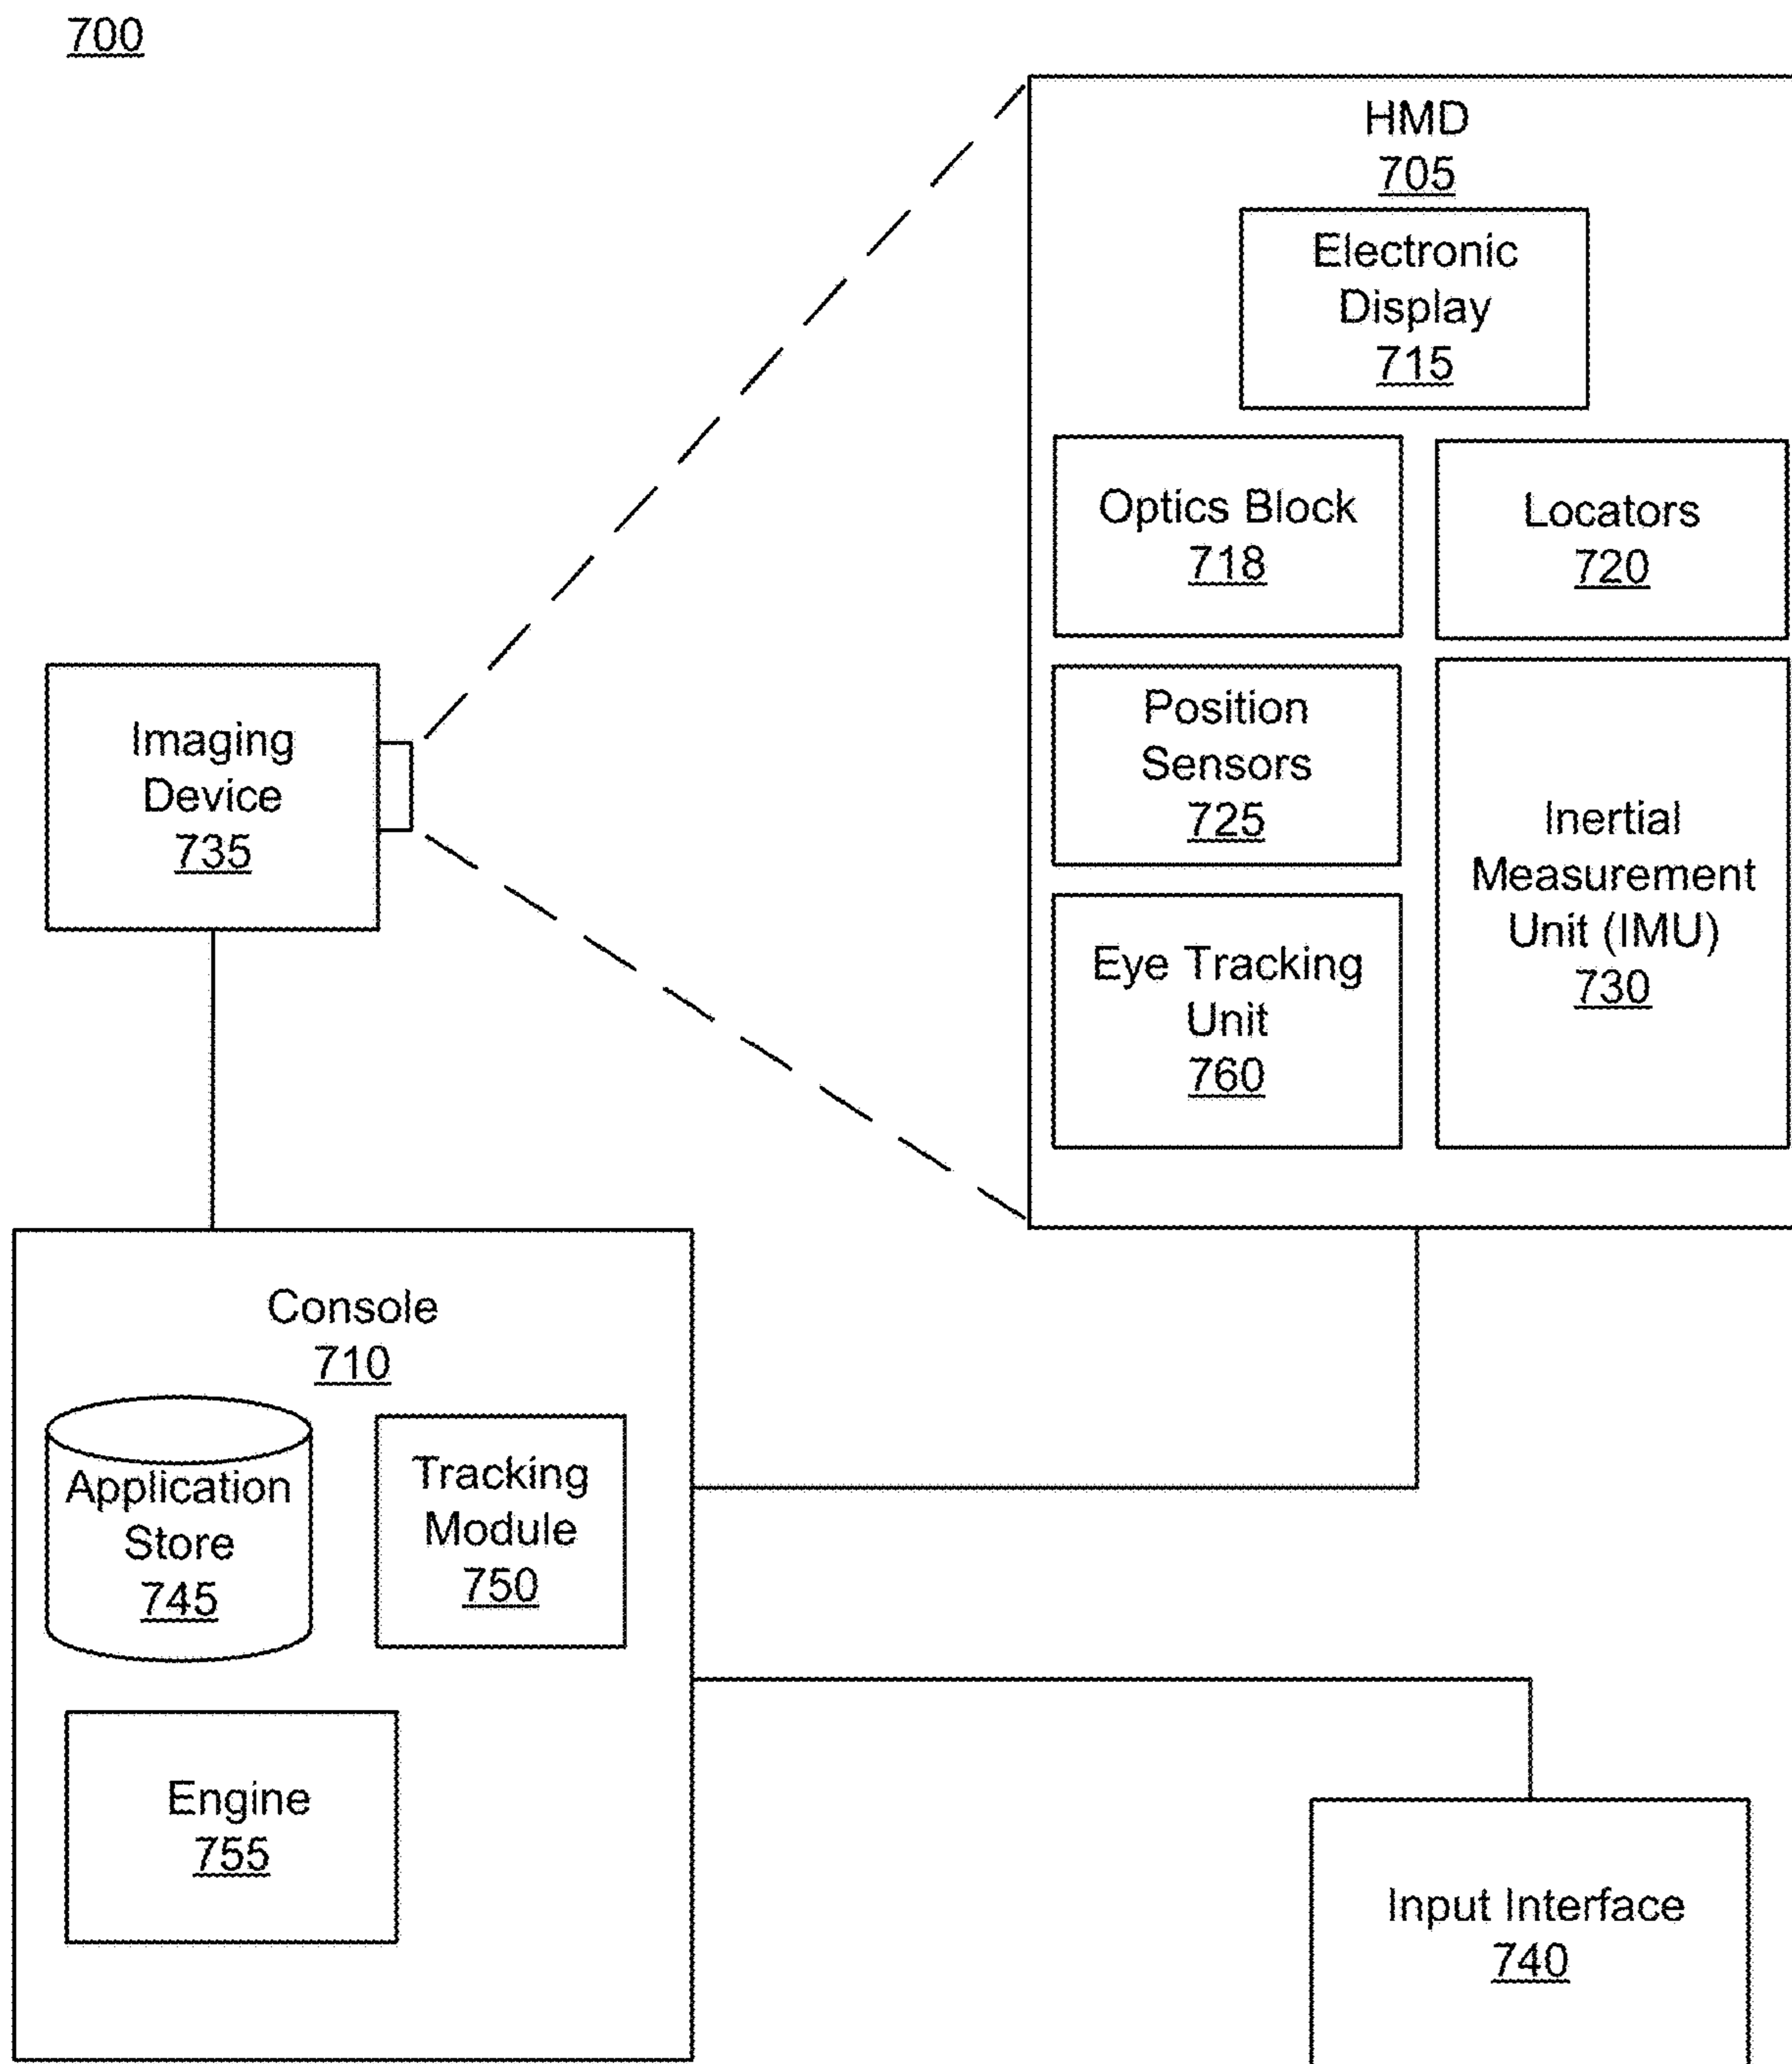 700
HMD
705
Electronic
Display
715
Optics Block
718
Locators
720
Position
Sensors
725
Inertial
Measurement
Unit (IMU)
730
Eye Tracking
Unit
760
Imaging
Device
735
Console
710
Application
Store
745
Tracking
Module
750
Engine
755
Input Interface
740